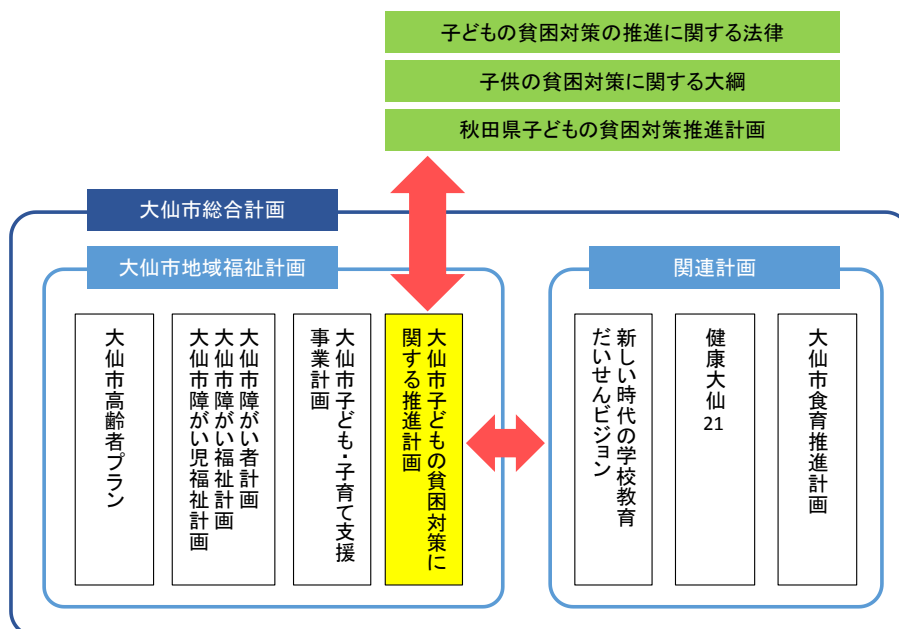 子どもの貧困対策の推進に関する法律
子供の貧困対策に関する大綱
秋田県子どもの貧困対策推進計画
大仙市総合計画
大仙市地域福祉計画
関連計画
大仙市高齢者プラン
大仙市障がい者計画
大仙市障がい福祉計画
大仙市障がい児福祉計画
大仙市子ども・子育て支援
事業計画
大仙市子どもの貧困対策に
関する推進計画
新しい時代の学校教育
だいせんビジョン
健康大仙21
大仙市食育推進計画